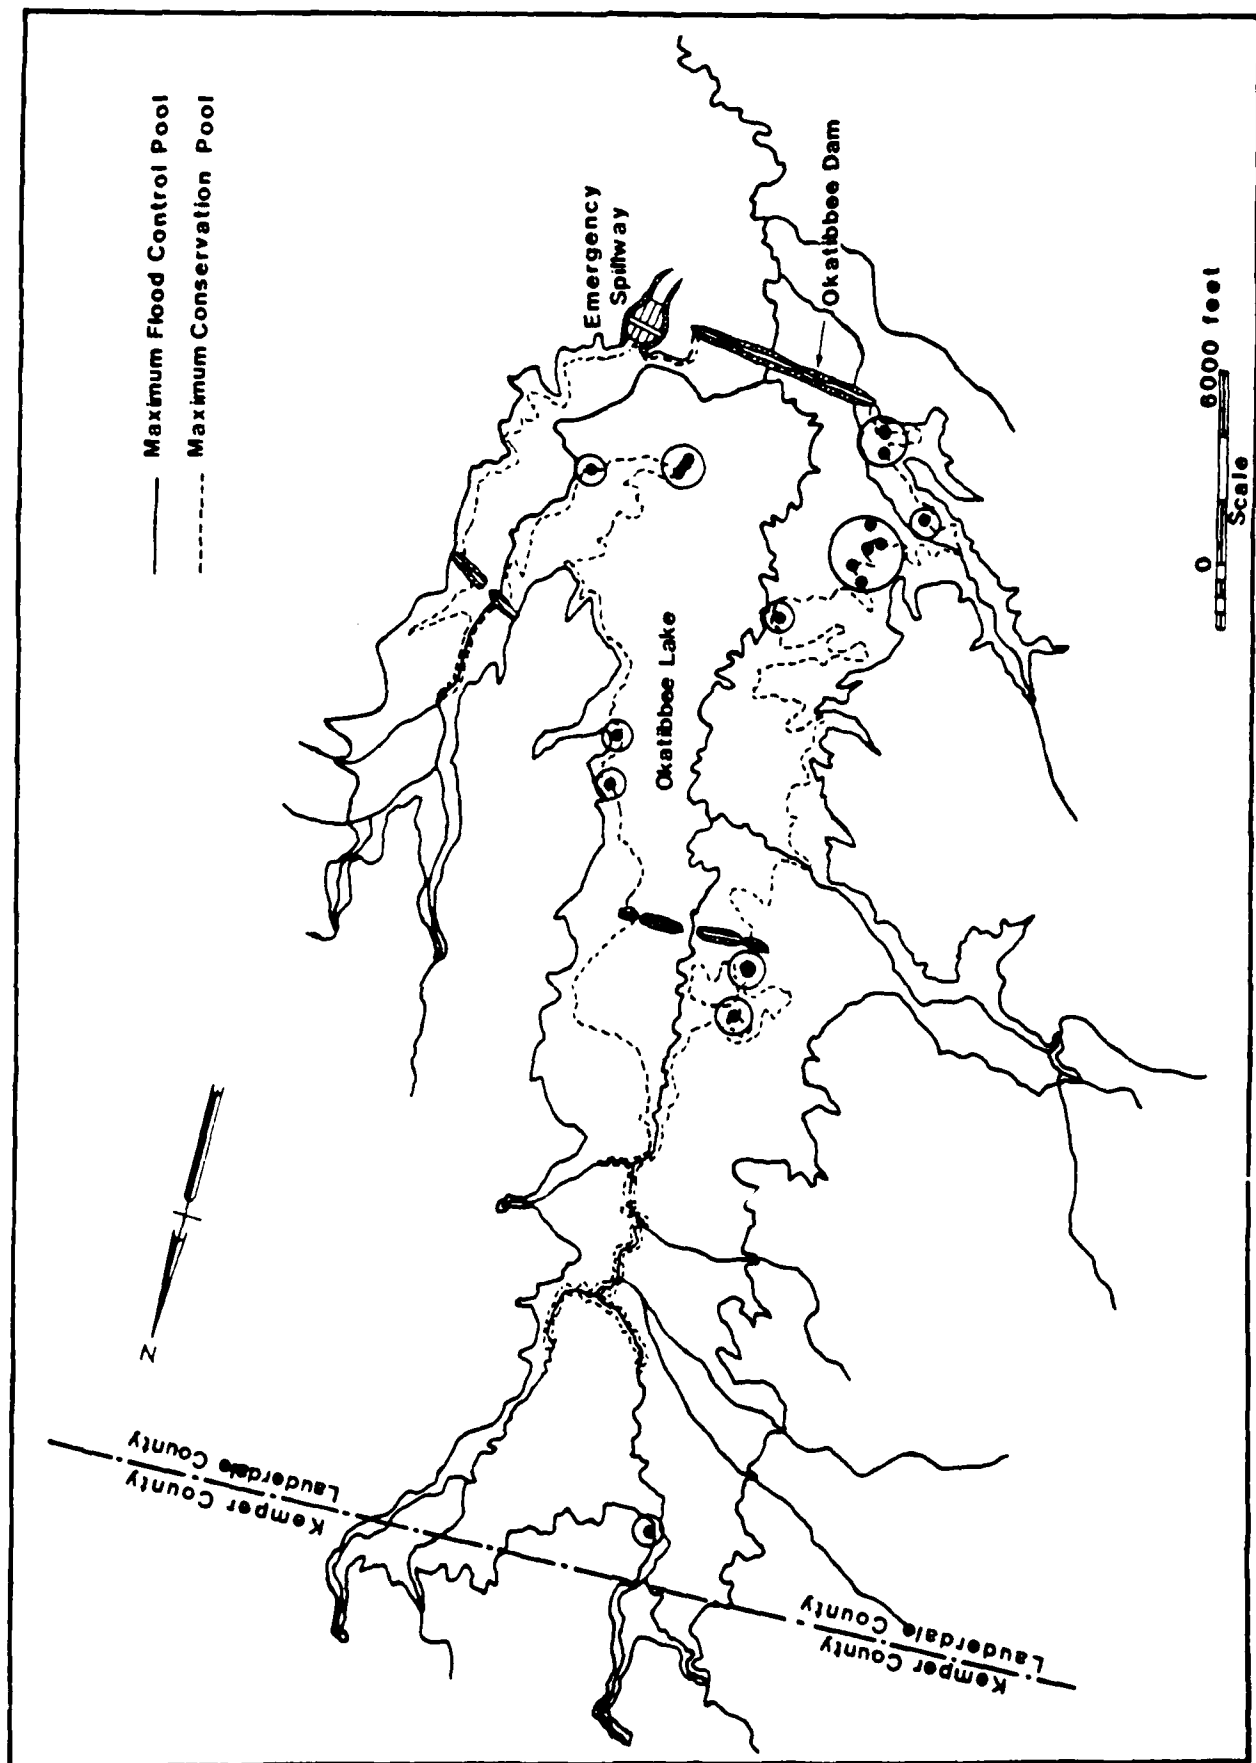 Maximum Flood Control Pool
Maximum Conservation Pool
Emergency
Spillway
Okatibbee Dam
Okatibbee Lake
0 6000 feet
Scale
N
Lauderdale County
Kemper County
Lauderdale County
Kemper County